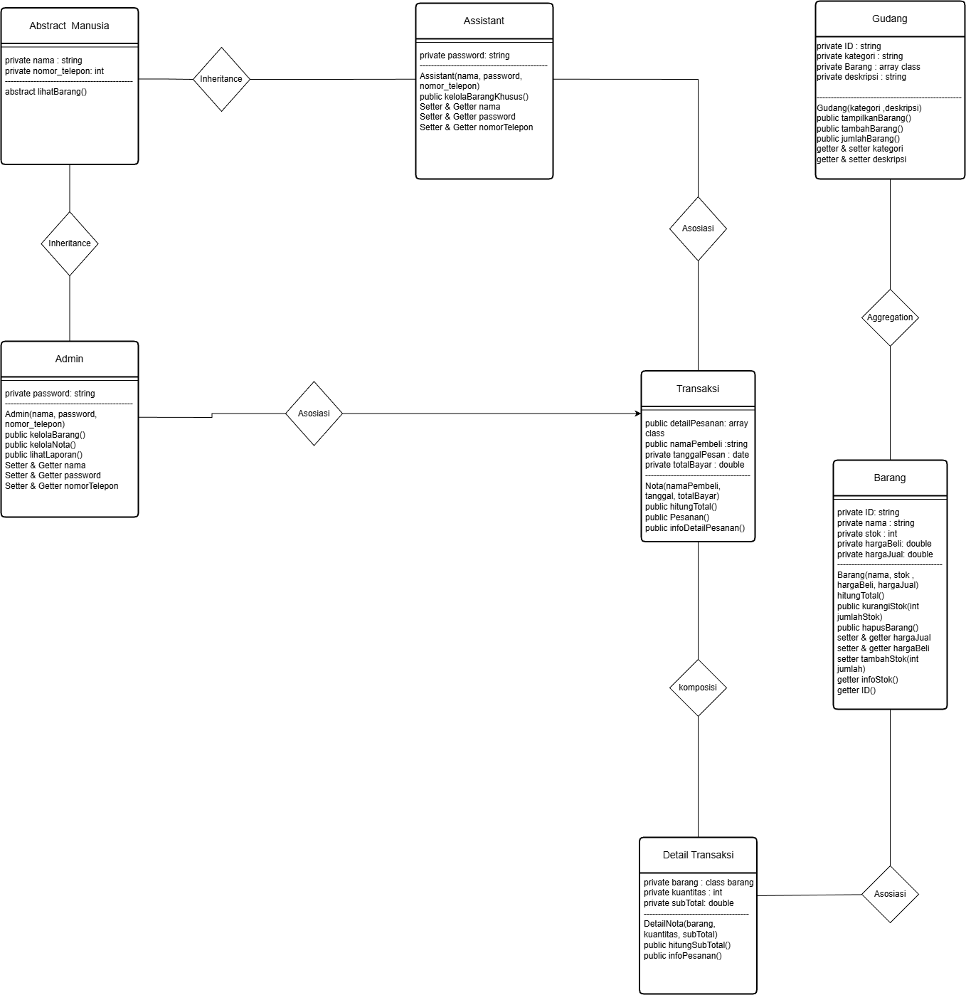 Abstract  Manusia
private nama : string
private nomor_telepon: int
---------------------------------------------
abstract lihatBarang()
Inheritance
Assistant
private password: string
---------------------------------------------
Assistant(nama, password,
nomor_telepon)
public kelolaBarangKhusus()
Setter & Getter nama
Setter & Getter password
Setter & Getter nomorTelepon
Gudang
private ID : string
private kategori : string
private Barang : array class
private deskripsi : string
---------------------------------------------------
Gudang(kategori ,deskripsi)
public tampilkanBarang()
public tambahBarang()
public jumlahBarang()
getter & setter kategori
getter & setter deskripsi
Inheritance
Asosiasi
Aggregation
Admin
private password: string
---------------------------------------------
Admin(nama, password,
nomor_telepon)
public kelolaBarang()
public kelolaNota()
public lihatLaporan()
Setter & Getter nama
Setter & Getter password
Setter & Getter nomorTelepon
Asosiasi
Transaksi
public detailPesanan: array
class
public namaPembeli :string
private tanggalPesan : date
private totalBayar : double
-------------------------------------
Nota(namaPembeli,
tanggal, totalBayar)
public hitungTotal()
public Pesanan()
public infoDetailPesanan()
Barang
private ID: string
private nama : string
private stok : int
private hargaBeli: double
private hargaJual: double
-------------------------------------
Barang(nama, stok ,
hargaBeli, hargaJual)
hitungTotal()
public kurangiStok(int
jumlahStok)
public hapusBarang()
setter & getter hargaJual
setter & getter hargaBeli
setter tambahStok(int
jumlah)
getter infoStok()
getter ID()
komposisi
Detail Transaksi
private barang : class barang
private kuantitas : int
private subTotal: double
-------------------------------------
DetailNota(barang,
kuantitas, subTotal)
public hitungSubTotal()
public infoPesanan()
Asosiasi